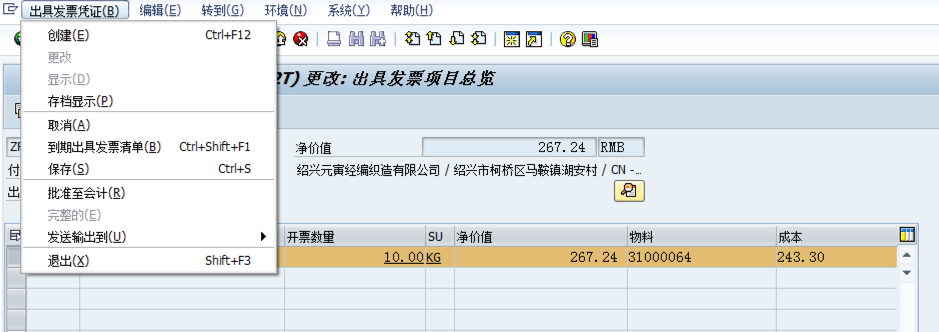 出具发票凭证(B) 编辑(E) 转到(G) 环境(N) 系统(Y) 帮助(H)
创建(E) Ctrl+F12
更改
显示(D)
存档显示(P)
取消(A)
到期出具发票清单(B) Ctrl+Shift+F1
保存(S) Ctrl+S
批准至会计(R)
完整的(E)
发送输出到(U)
退出(X) Shift+F3
T) 更改: 出具发票项目总览
净价值 267.24 RMB
付
绍兴元寅经编织造有限公司 / 绍兴市柯桥区马鞍镇湖安村 / CN -...
出
开票数量 SU 净价值 物料 成本
10.00 KG 267.24 31000064 243.30